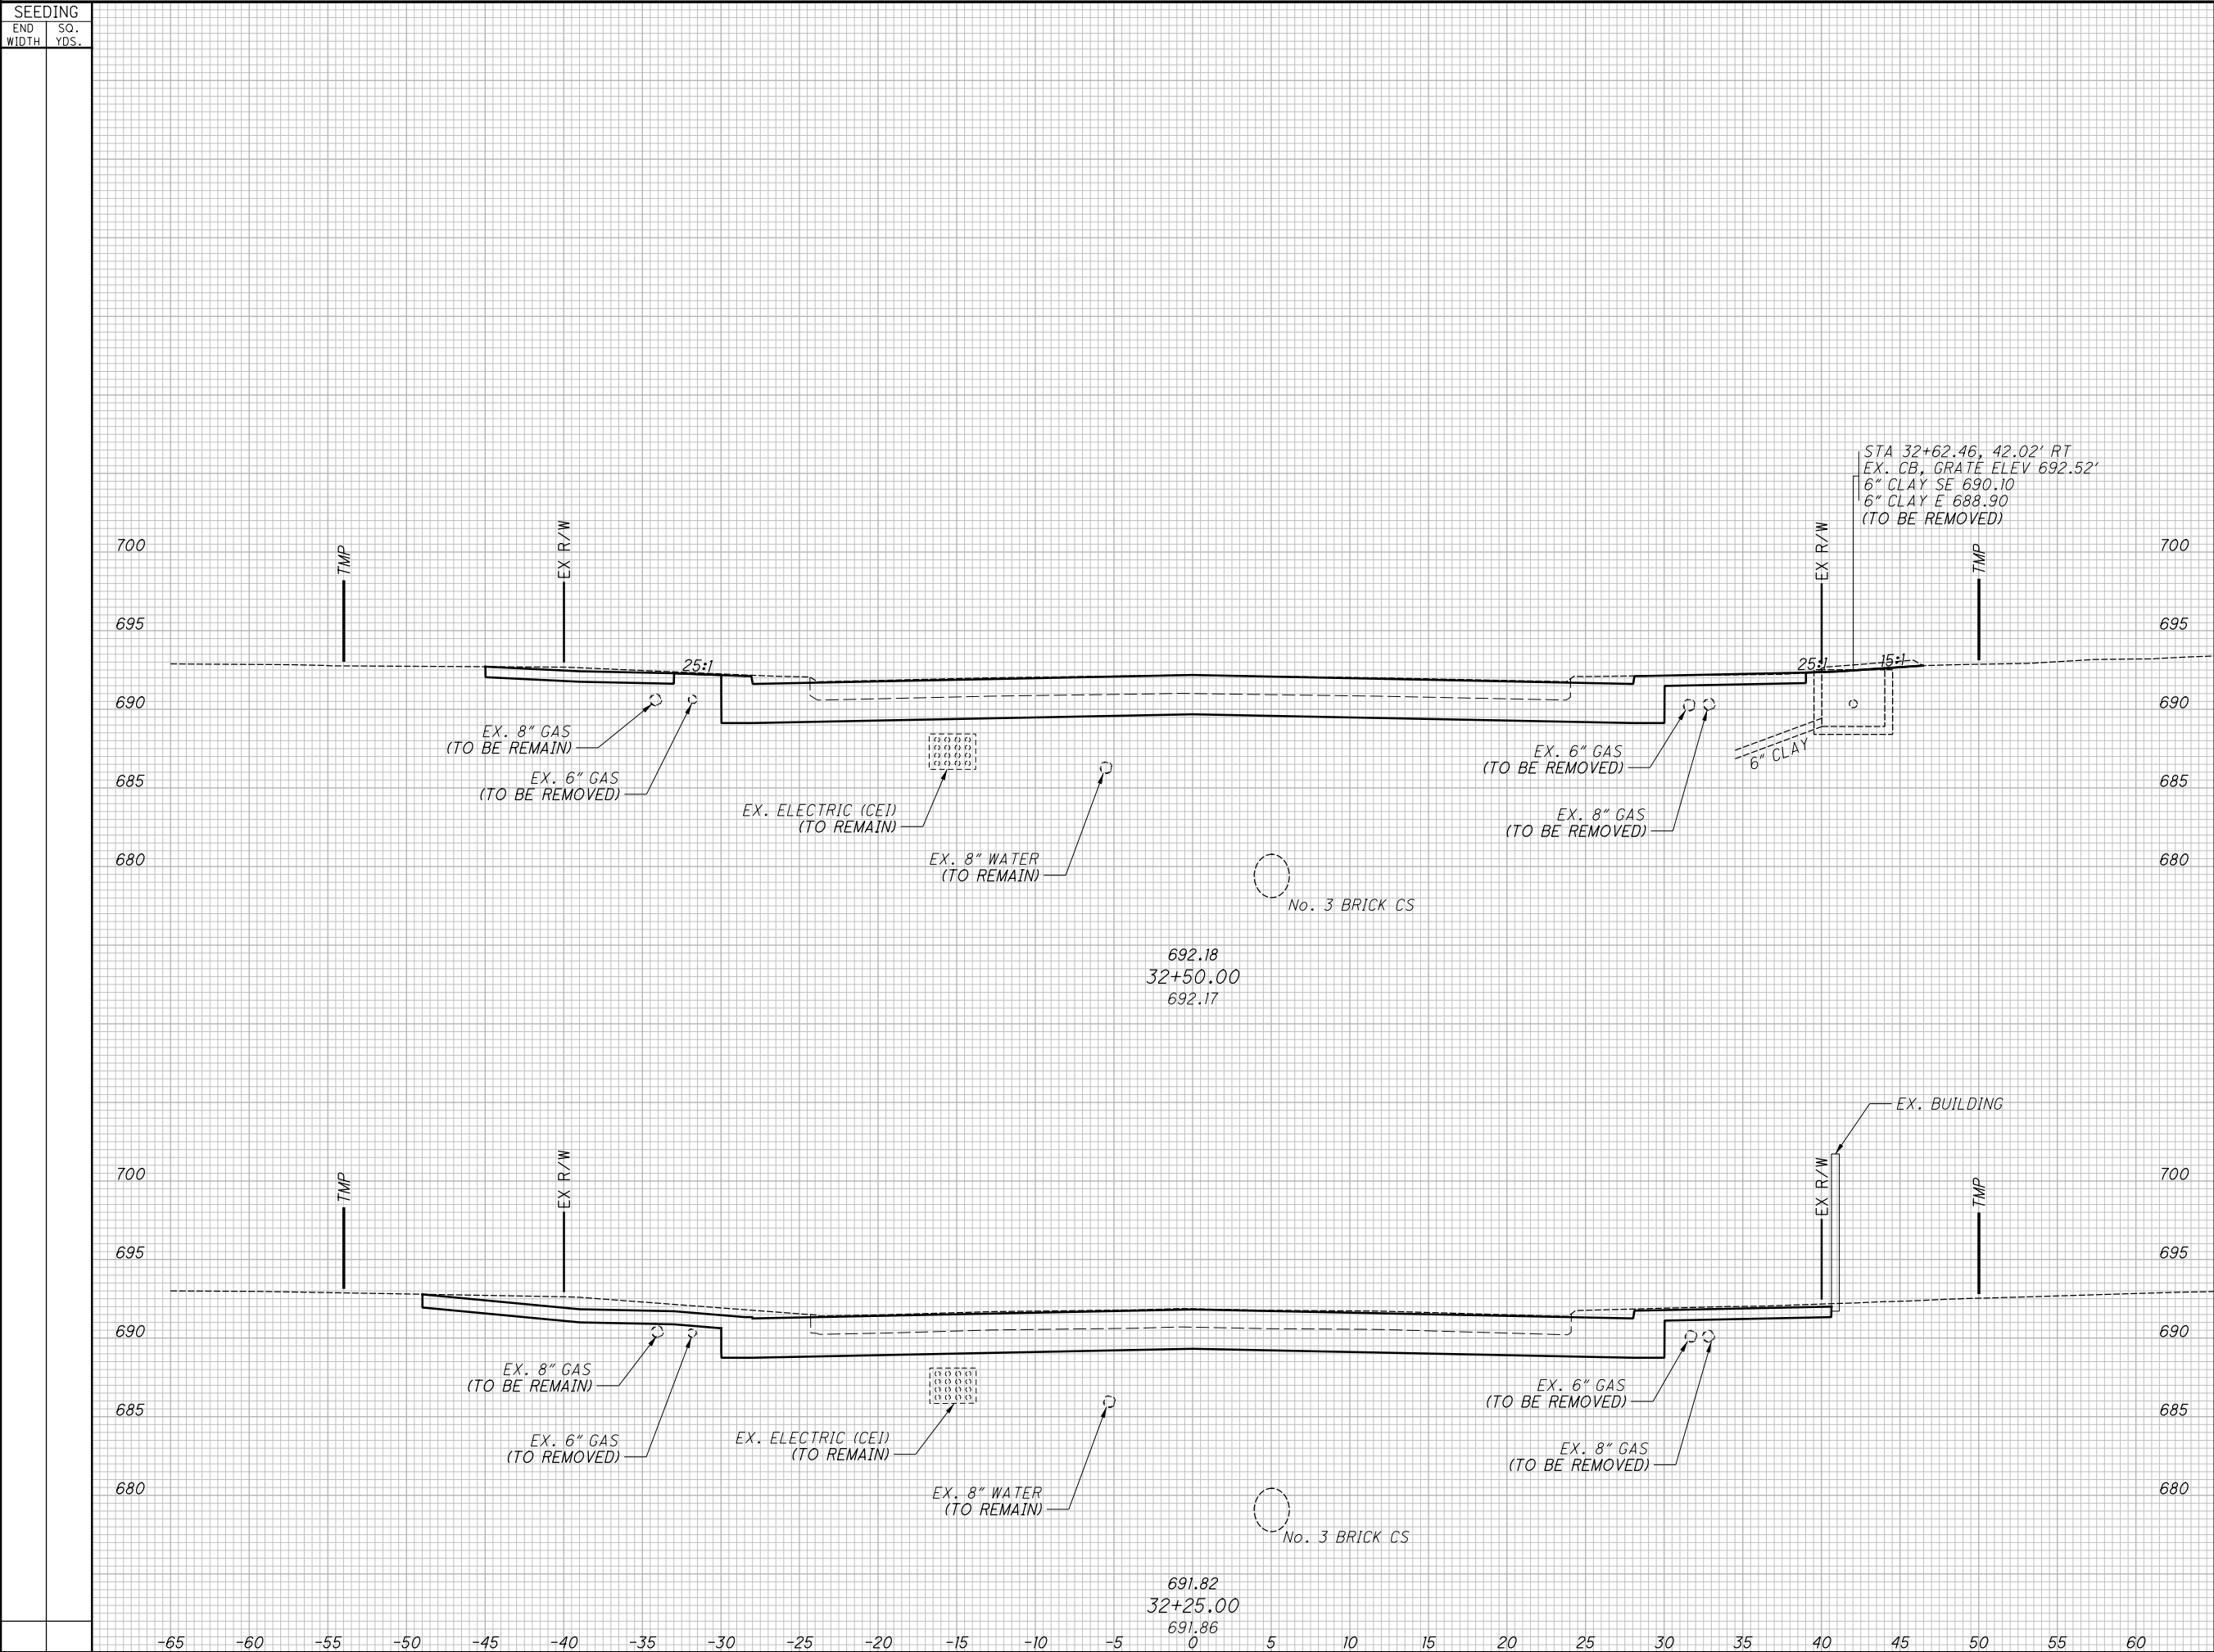 SEEDING
END WIDTH
SQ. YDS.
STA 32+62.46, 42.02' RT
EX. CB, GRATE ELEV 692.52'
6" CLAY SE 690.10
6" CLAY E 688.90
(TO BE REMOVED)
TMP
EX R/W
EX R/W
TMP
700
700
695
695
25:1
25:1
15:1
690
690
EX. 8" GAS
(TO BE REMAIN)
EX. 6" GAS
(TO BE REMOVED)
EX. ELECTRIC (CEI)
(TO REMAIN)
EX. 8" WATER
(TO REMAIN)
EX. 6" GAS
(TO BE REMOVED)
EX. 8" GAS
(TO BE REMOVED)
6" CLAY
685
685
680
680
No. 3 BRICK CS
692.18
32+50.00
692.17
EX. BUILDING
TMP
EX R/W
EX R/W
TMP
700
700
695
695
690
690
EX. 8" GAS
(TO BE REMAIN)
EX. 6" GAS
(TO REMOVED)
EX. ELECTRIC (CEI)
(TO REMAIN)
EX. 8" WATER
(TO REMAIN)
EX. 6" GAS
(TO BE REMOVED)
EX. 8" GAS
(TO BE REMOVED)
685
685
680
680
No. 3 BRICK CS
691.82
32+25.00
691.86
-65 -60 -55 -50 -45 -40 -35 -30 -25 -20 -15 -10 -5 0 5 10 15 20 25 30 35 40 45 50 55 60